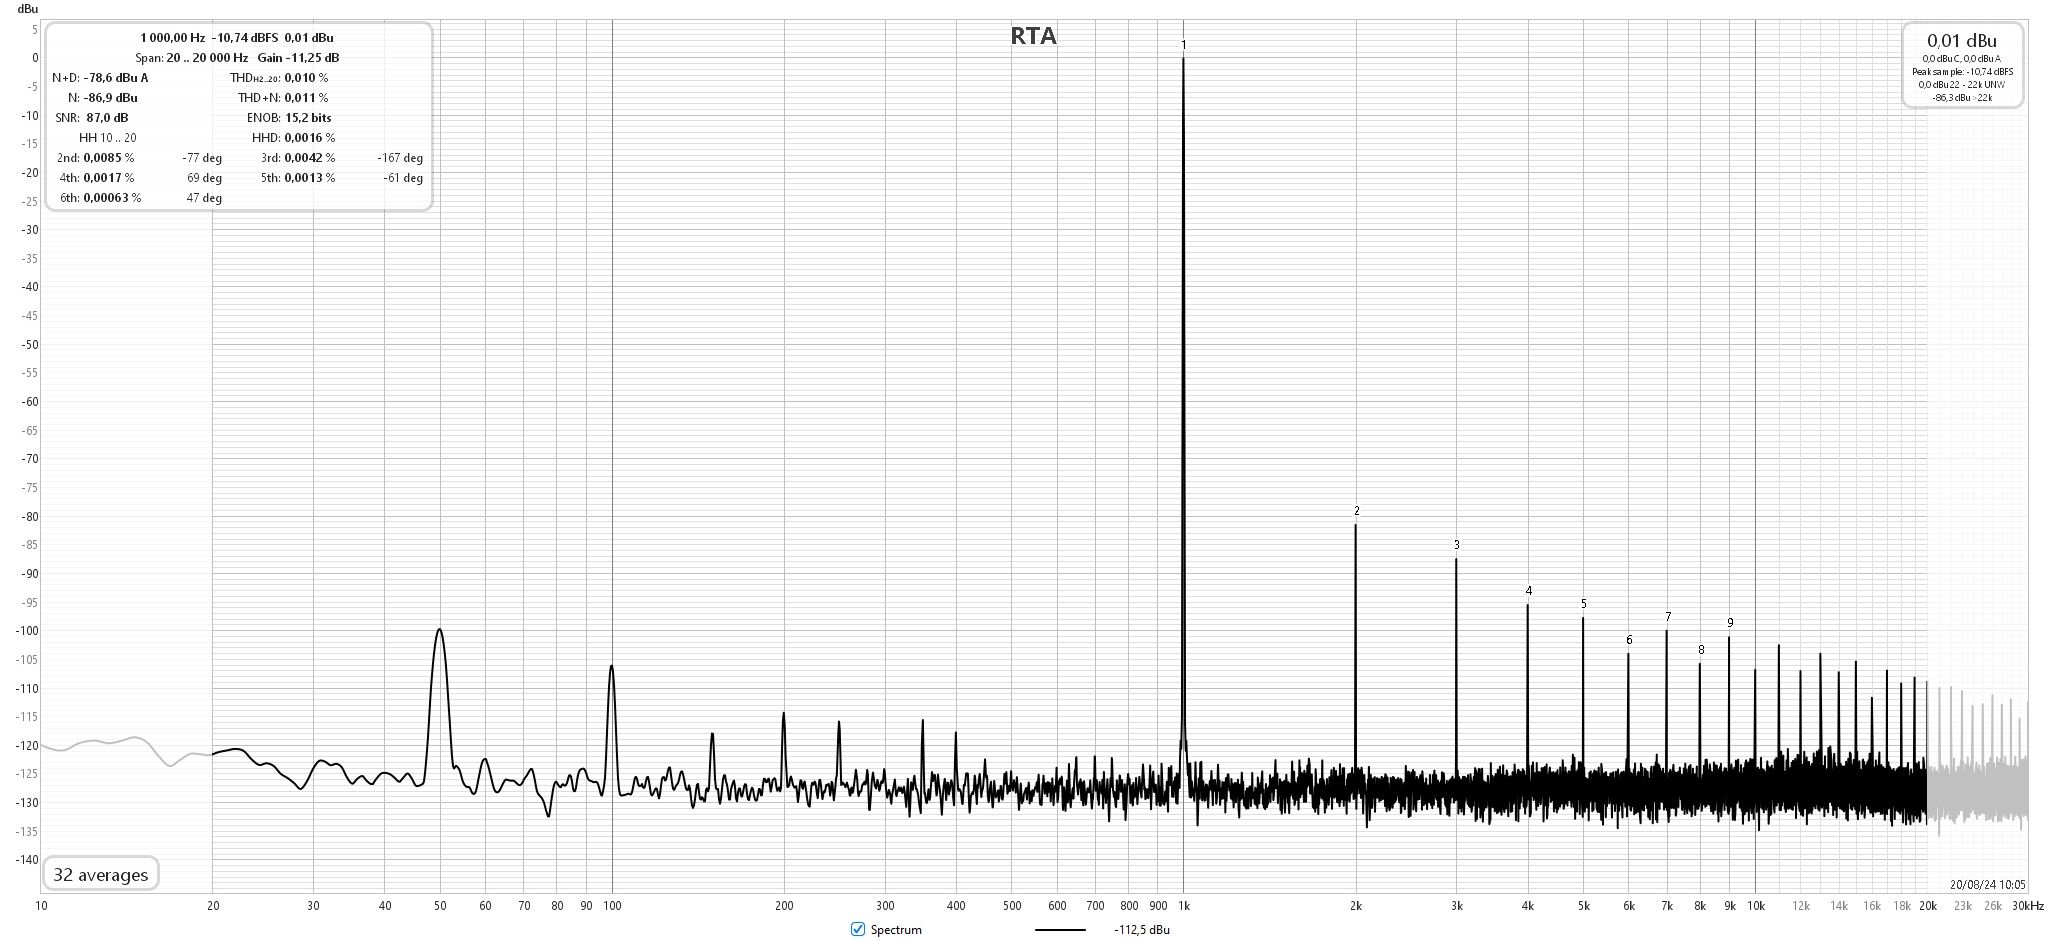 dBu
RTA
1 000,00 Hz -10,74 dBFS 0,01 dBu
Span: 20 .. 20 000 Hz Gain -11,25 dB
N+D: -78,6 dBu A THDH2..20: 0,010 %
N: -86,9 dBu THD+N: 0,011 %
SNR: 87,0 dB ENOB: 15,2 bits
HH 10 .. 20 HHD: 0,0016 %
2nd: 0,0085 % -77 deg 3rd: 0,0042 % -167 deg
4th: 0,0017 % 69 deg 5th: 0,0013 % -61 deg
6th: 0,00063 % 47 deg
0,01 dBu
0,0 dBu C, 0,0 dBu A
Peak sample: -10,74 dBFS
0,0 dBu 22 - 22k UNW
-86,3 dBu >22k
5
0
-5
-10
-15
-20
-25
-30
-35
-40
-45
-50
-55
-60
-65
-70
-75
-80
-85
-90
-95
-100
-105
-110
-115
-120
-125
-130
-135
-140
1
2
3
4
5
6
7
8
9
32 averages
20/08/24 10:05
10 20 30 40 50 60 70 80 90 100 200 300 400 500 600 700 800 900 1k 2k 3k 4k 5k 6k 7k 8k 9k 10k 12k 14k 16k 18k 20k 23k 26k 30kHz
Spectrum -112,5 dBu